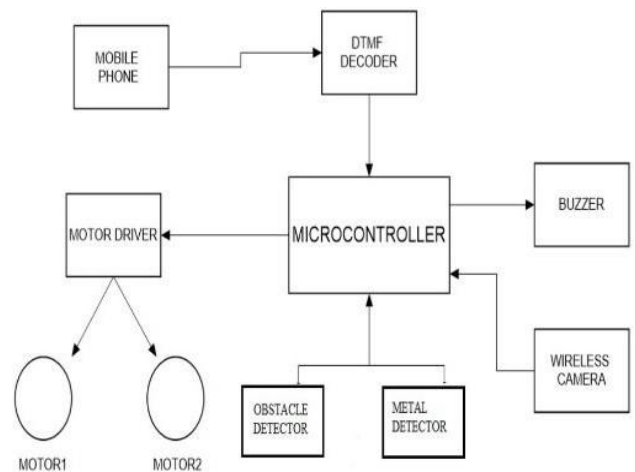 MOBILE
PHONE
DTMF
DECODER
MOTOR DRIVER
MICROCONTROLLER
BUZZER
WIRELESS
CAMERA
OBSTACLE
DETECTOR
METAL
DETECTOR
MOTOR1
MOTOR2